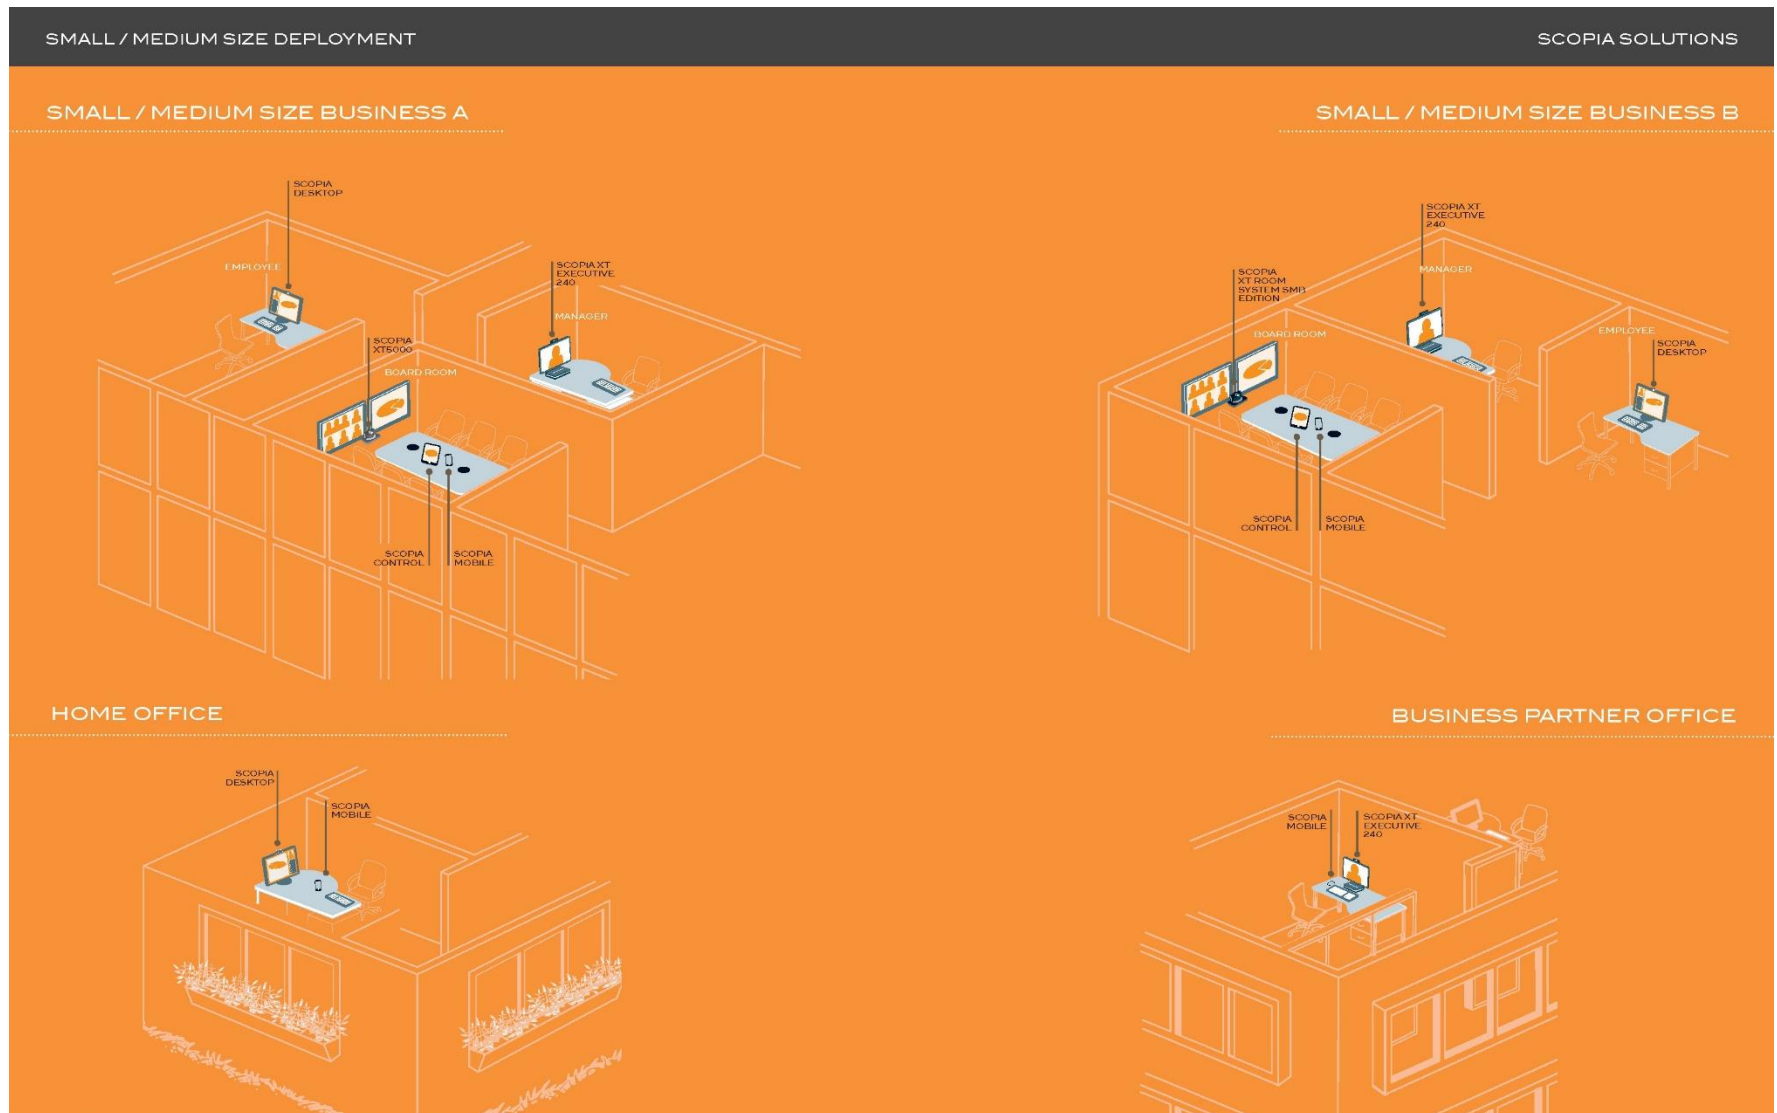 SMALL / MEDIUM SIZE DEPLOYMENT
SCOPIA SOLUTIONS
SMALL / MEDIUM SIZE BUSINESS A
SCOPIA
DESKTOP
EMPLOYEE
SCOPIA XT
EXECUTIVE
240
MANAGER
SCOPIA
XT5000
BOARD ROOM
SCOPIA
CONTROL
SCOPIA
MOBILE
SMALL / MEDIUM SIZE BUSINESS B
SCOPIA XT
EXECUTIVE
240
MANAGER
SCOPIA
XT ROOM
SYSTEM SMB
EDITION
BOARD ROOM
EMPLOYEE
SCOPIA
DESKTOP
SCOPIA
CONTROL
SCOPIA
MOBILE
HOME OFFICE
SCOPIA
DESKTOP
SCOPIA
MOBILE
BUSINESS PARTNER OFFICE
SCOPIA
MOBILE
SCOPIA XT
EXECUTIVE
240